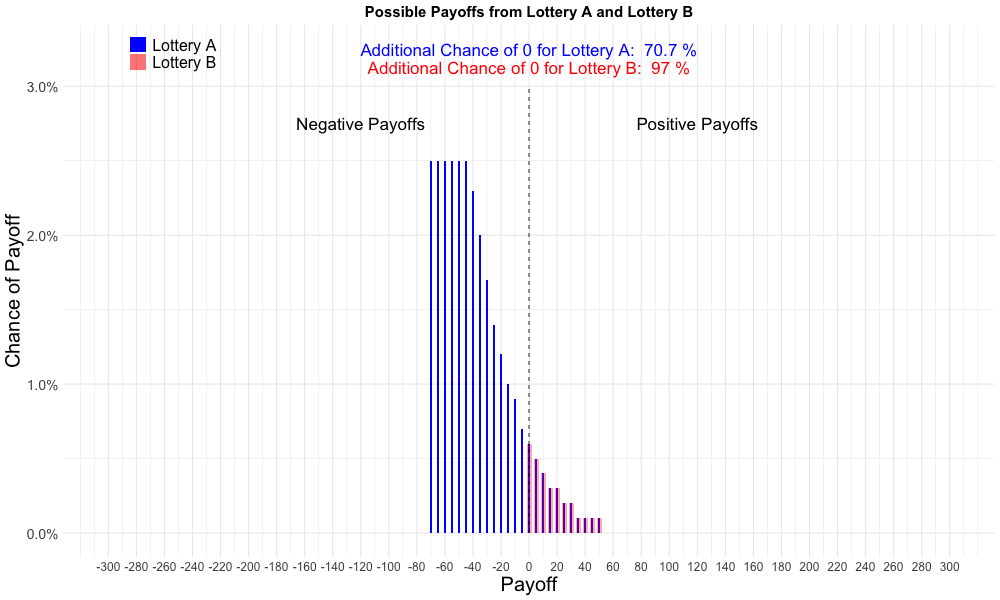 Possible Payoffs from Lottery A and Lottery B
Lottery A
Lottery B
Additional Chance of 0 for Lottery A:  70.7 %
Additional Chance of 0 for Lottery B:  97 %
Negative Payoffs
Positive Payoffs
Chance of Payoff
3.0%
2.0%
1.0%
0.0%
-300 -280 -260 -240 -220 -200 -180 -160 -140 -120 -100 -80 -60 -40 -20 0 20 40 60 80 100 120 140 160 180 200 220 240 260 280 300
Payoff